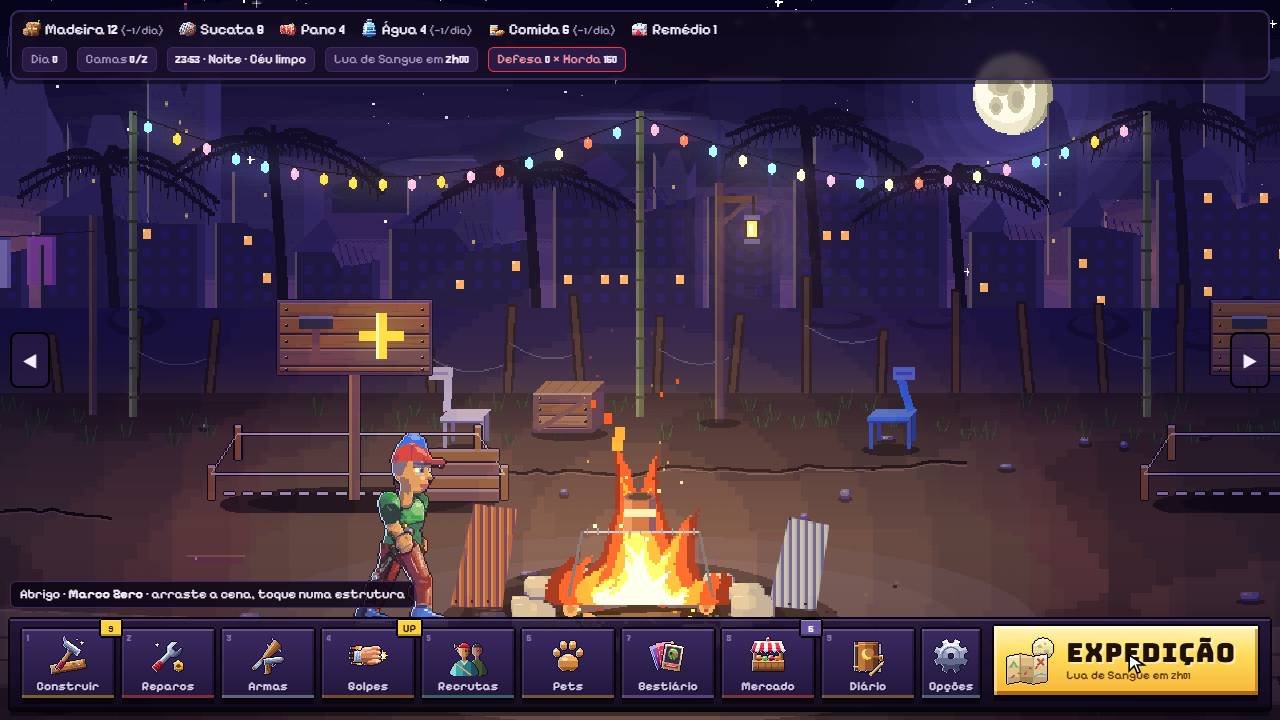 Madeira 12 (-1/dia) Sucata 8 Pano 4 Água 4 (-1/dia) Comida 6 (-1/dia) Remédio 1
Dia 0 Camas 0/2 23:53 · Noite · Céu limpo Lua de Sangue em 2h00 Defesa 0 × Horda 160
Abrigo · Marco Zero · arraste a cena, toque numa estrutura
9 UP 6
1 2 3 4 5 6 7 8 9
Construir Reparos Armas Golpes Recrutas Pets Bestiário Mercado Diário Opções
EXPEDIÇÃO
Lua de Sangue em 2h01